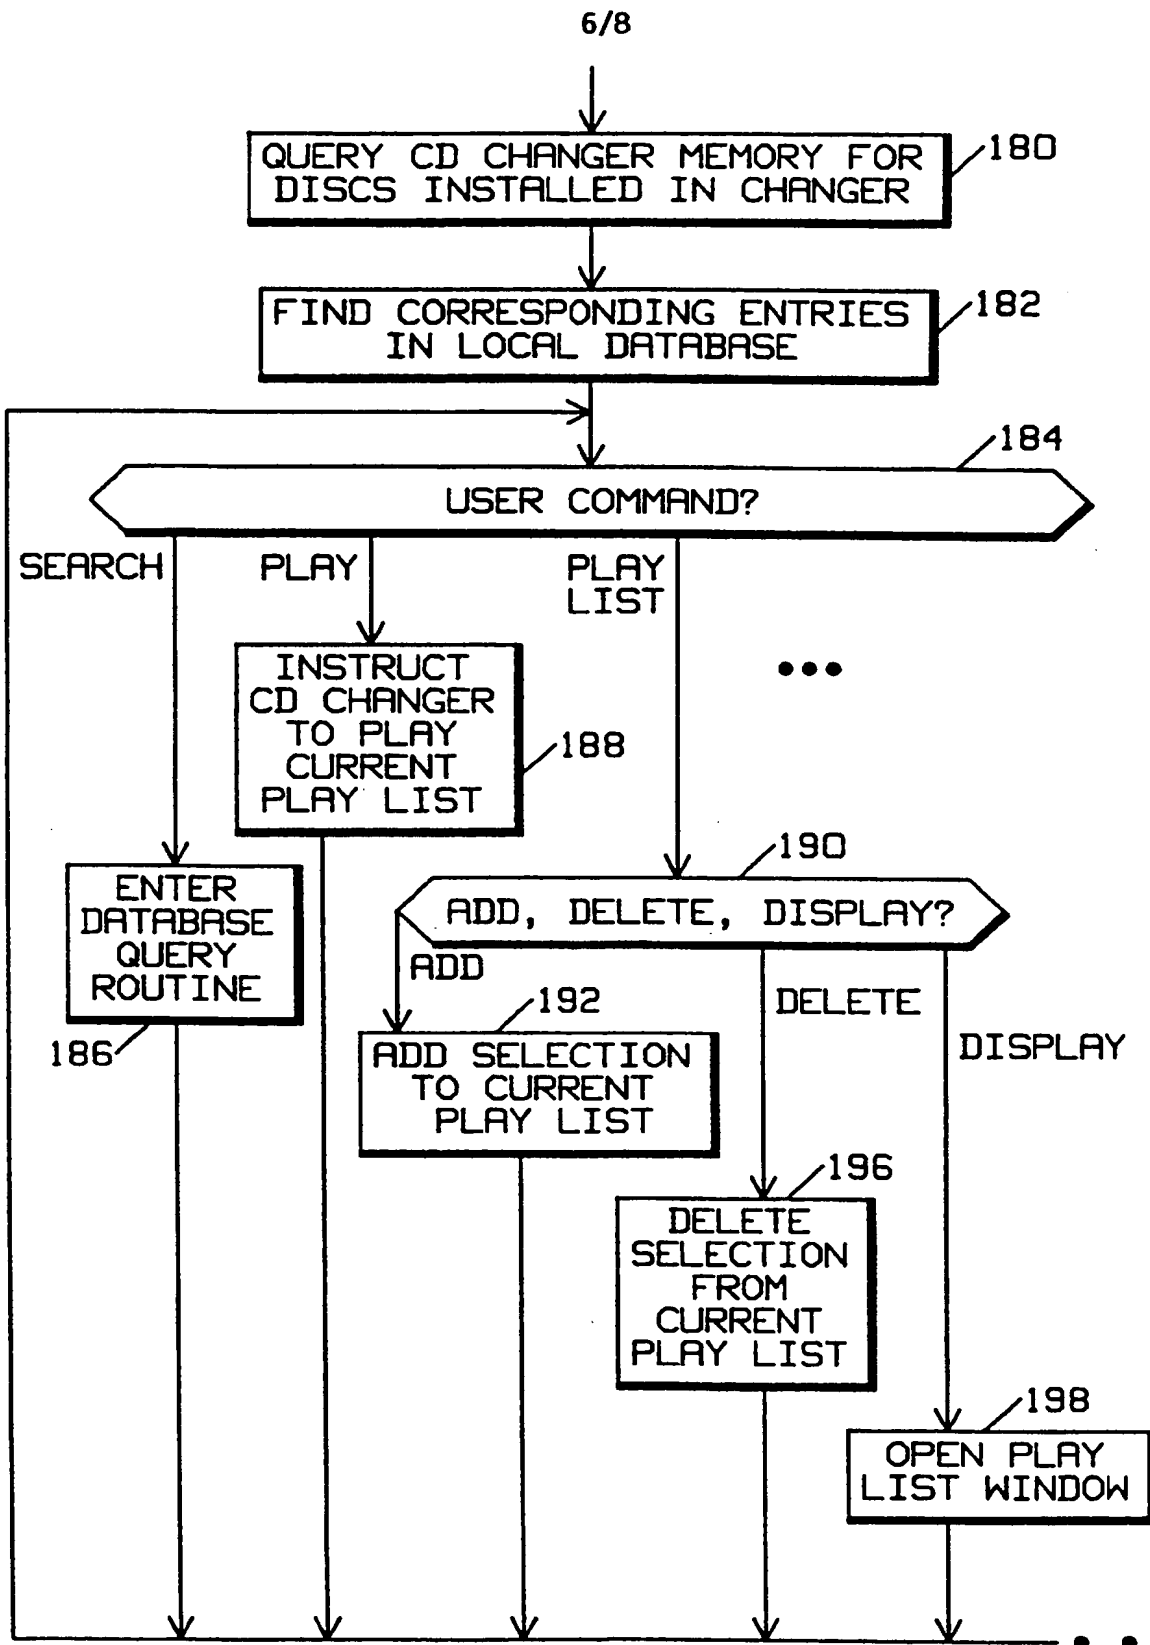 6/8
QUERY CD CHANGER MEMORY FOR
DISCS INSTALLED IN CHANGER
180
FIND CORRESPONDING ENTRIES
IN LOCAL DATABASE
182
184
USER COMMAND?
SEARCH
PLAY
PLAY
LIST
INSTRUCT
CD CHANGER
TO PLAY
CURRENT
PLAY LIST
188
190
ENTER
DATABASE
QUERY
ROUTINE
186
ADD, DELETE, DISPLAY?
ADD
DELETE
DISPLAY
192
ADD SELECTION
TO CURRENT
PLAY LIST
196
DELETE
SELECTION
FROM
CURRENT
PLAY LIST
198
OPEN PLAY
LIST WINDOW